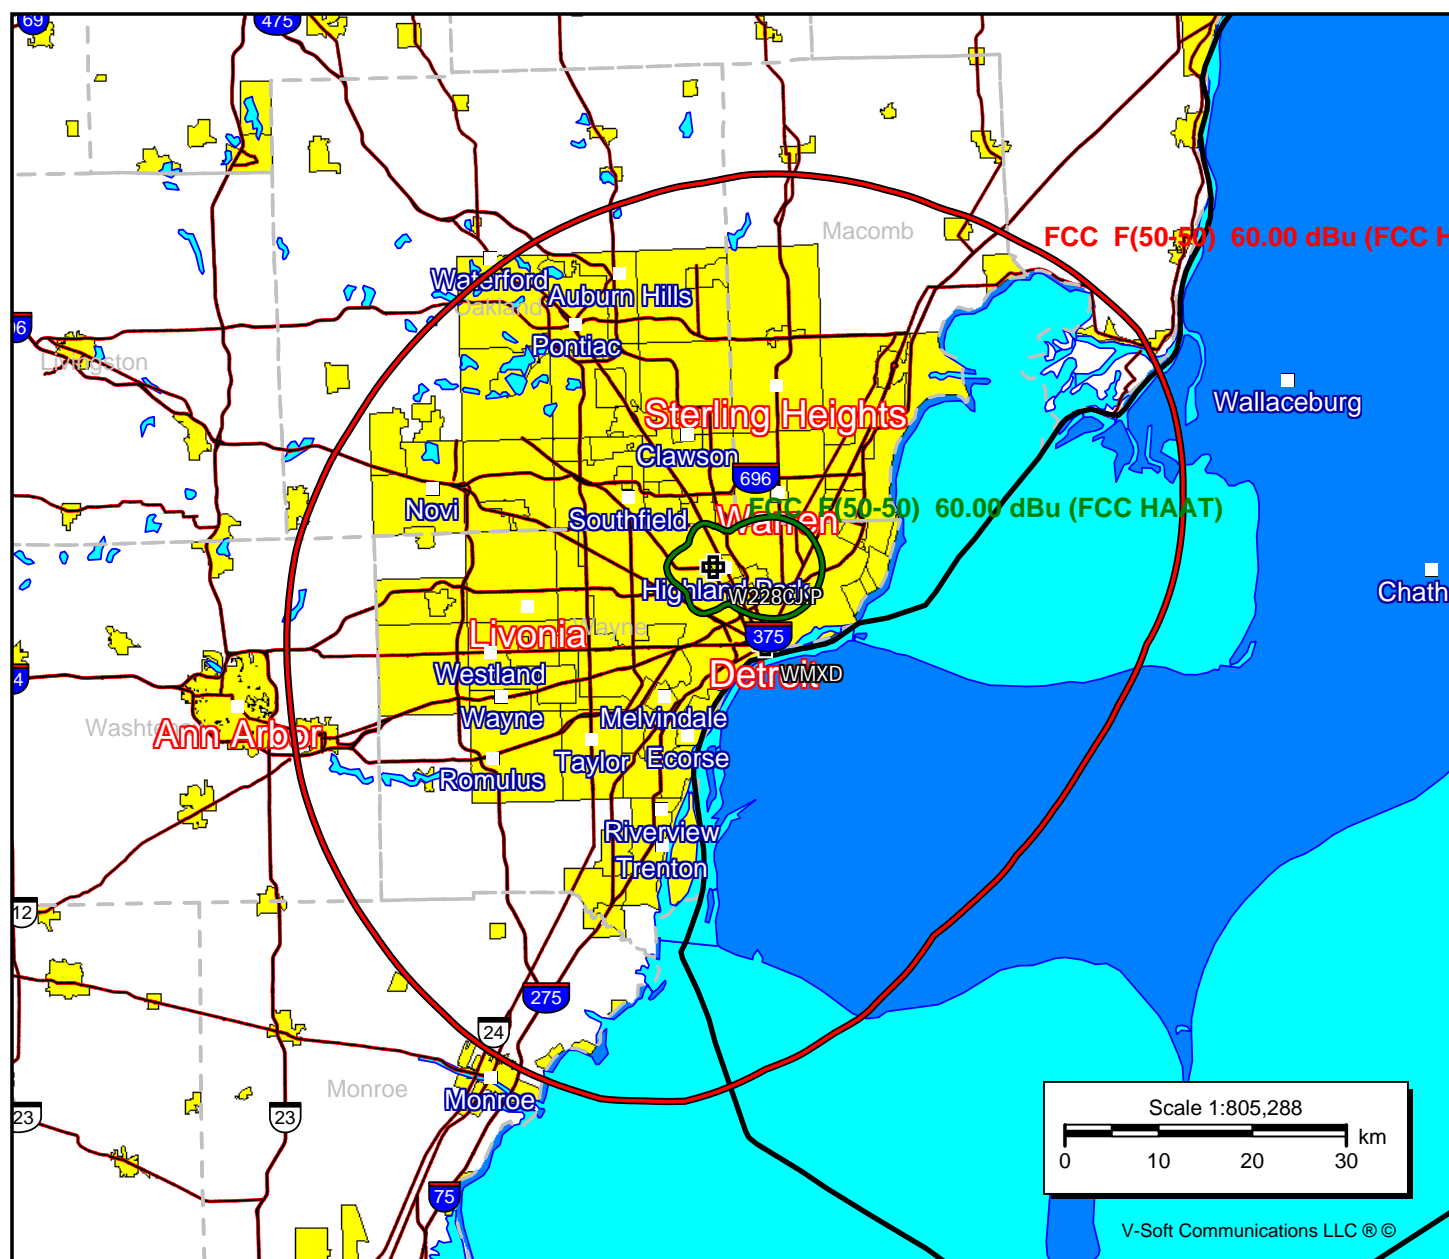 69
475
Macomb
FCC F(50-50) 60.00 dBu (FCC H
Waterford
Auburn Hills
Oakland
96
Pontiac
Livingston
Wallaceburg
Sterling Heights
Clawson
696
Novi
Southfield
FCC F(50-50) 60.00 dBu (FCC HAAT)
Warren
Highland Park
W228CJ.P
Chath
Livonia
Wayne
375
Westland
Detroit
WMXD
4
Wayne
Melvindale
Ann Arbor
Taylor
Ecorse
Romulus
Riverview
Trenton
12
275
24
Monroe
Monroe
23
23
75
Scale 1:805,288
km
0 10 20 30
V-Soft Communications LLC ® ©